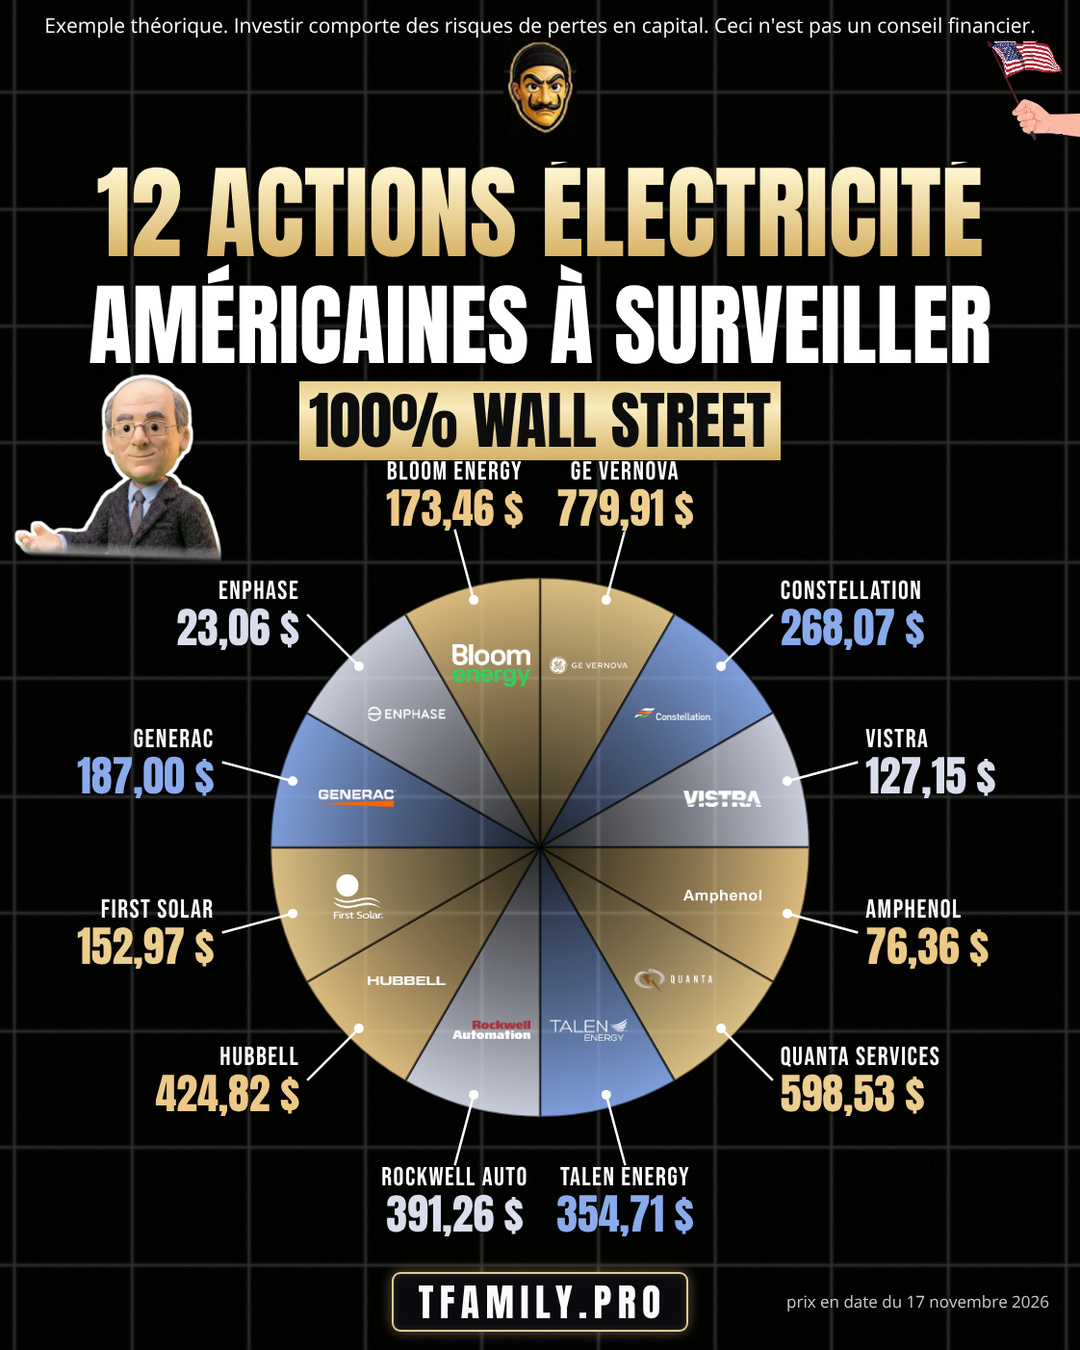 Exemple théorique. Investir comporte des risques de pertes en capital. Ceci n'est pas un conseil financier.
12 ACTIONS ÉLECTRICITÉ
AMÉRICAINES À SURVEILLER
100% WALL STREET
BLOOM ENERGY
173,46 $
GE VERNOVA
779,91 $
ENPHASE
23,06 $
CONSTELLATION
268,07 $
Bloom
energy
GE VERNOVA
ENPHASE
Constellation.
GENERAC
187,00 $
VISTRA
127,15 $
GENERAC
VISTRA
First Solar.
Amphenol
FIRST SOLAR
152,97 $
AMPHENOL
76,36 $
HUBBELL
QUANTA
Rockwell
Automation
TALEN
ENERGY
HUBBELL
424,82 $
QUANTA SERVICES
598,53 $
ROCKWELL AUTO
391,26 $
TALEN ENERGY
354,71 $
TFAMILY.PRO
prix en date du 17 novembre 2026